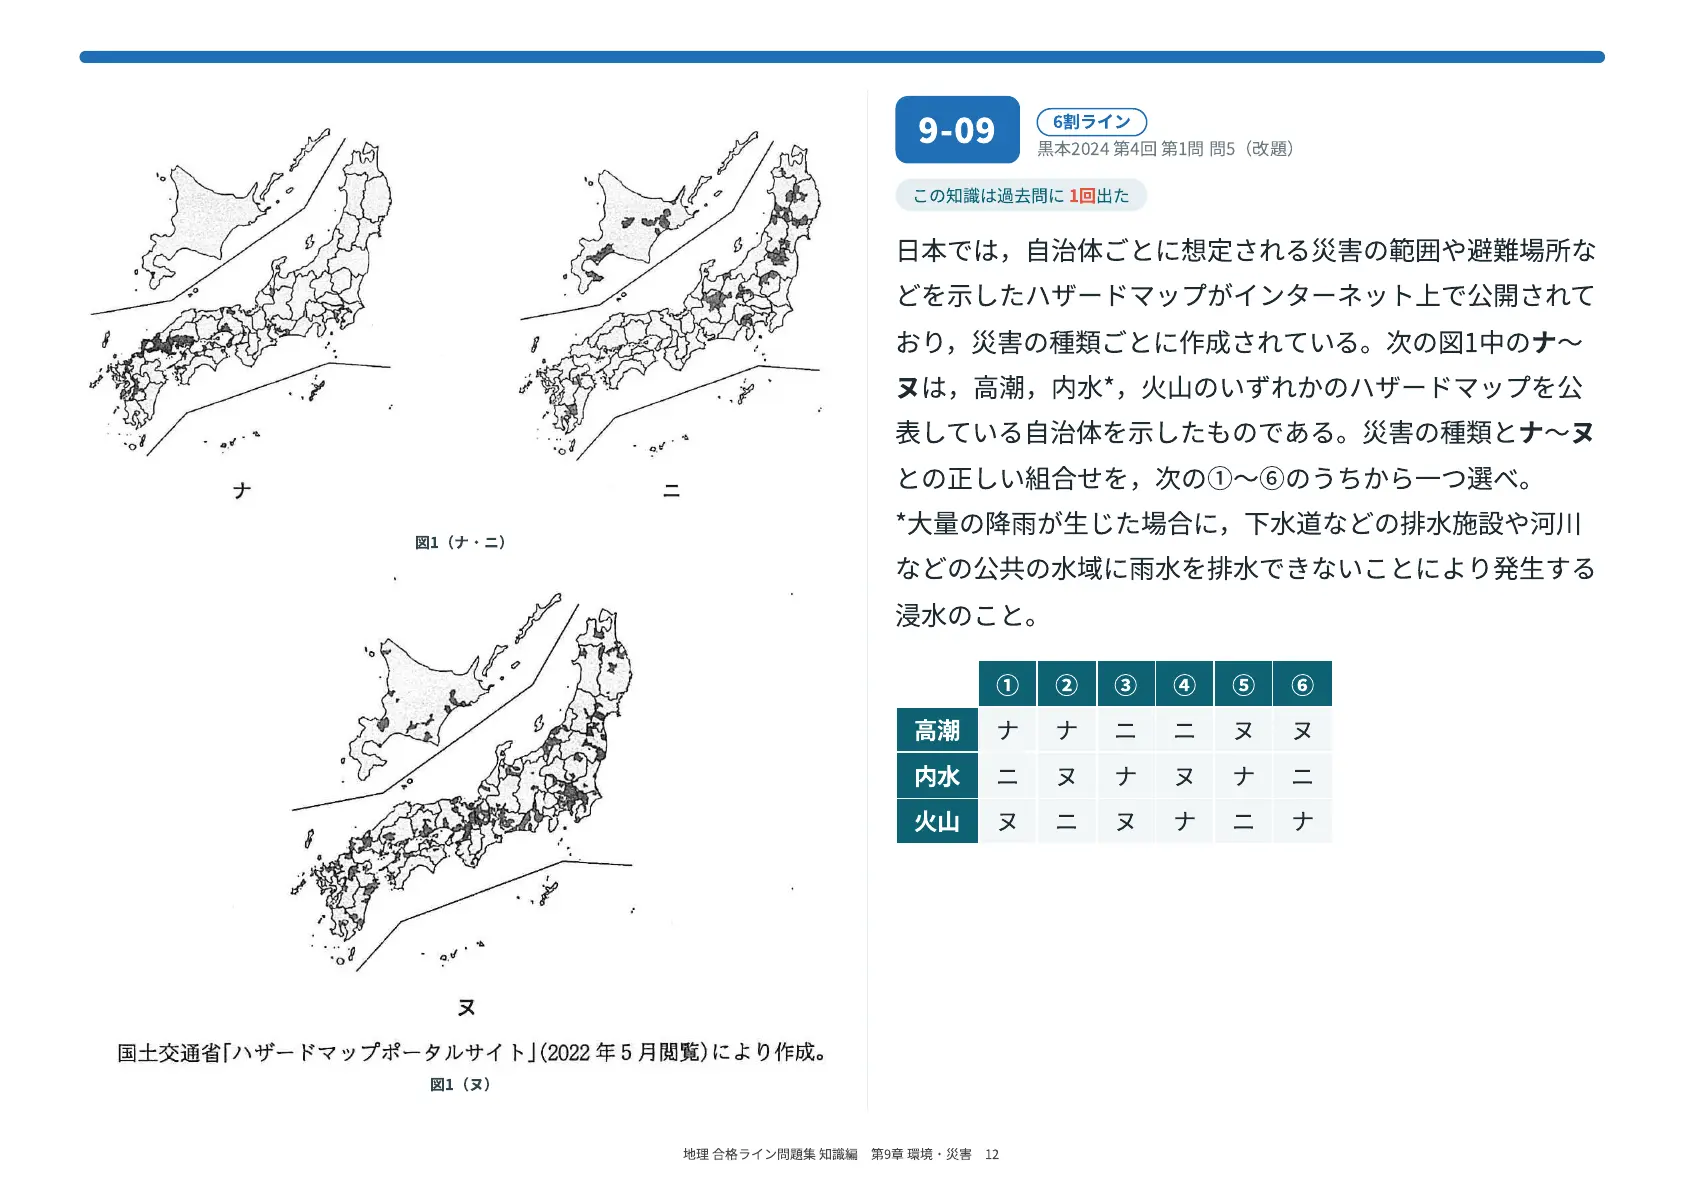 ナ
ニ
図1（ナ・ニ）
ヌ
国土交通省「ハザードマップポータルサイト」（2022 年 5 月閲覧）により作成。
図1（ヌ）
9-09
6割ライン
黒本2024 第4回 第1問 問5（改題）
この知識は過去問に 1回出た
日本では，自治体ごとに想定される災害の範囲や避難場所な
どを示したハザードマップがインターネット上で公開されて
おり，災害の種類ごとに作成されている。次の図1中のナ〜
ヌは，高潮，内水*，火山のいずれかのハザードマップを公
表している自治体を示したものである。災害の種類とナ〜ヌ
との正しい組合せを，次の①〜⑥のうちから一つ選べ。
*大量の降雨が生じた場合に，下水道などの排水施設や河川
などの公共の水域に雨水を排水できないことにより発生する
浸水のこと。
① ② ③ ④ ⑤ ⑥
高潮 ナ ナ ニ ニ ヌ ヌ
内水 ニ ヌ ナ ヌ ナ ニ
火山 ヌ ニ ヌ ナ ニ ナ
地理 合格ライン問題集 知識編　第9章 環境・災害　12